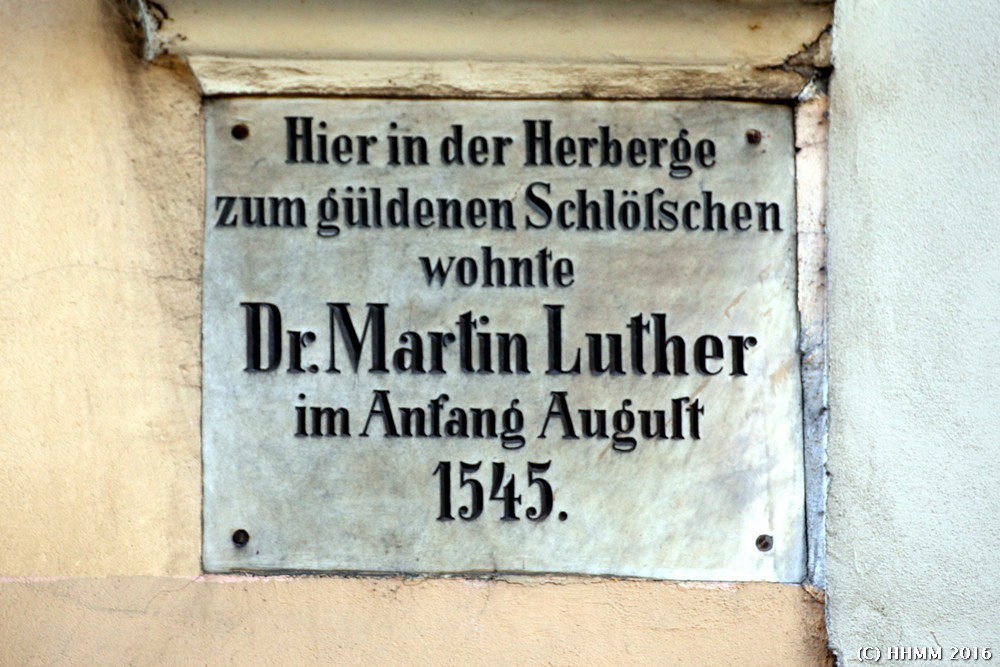 Hier in der Herberge
zum güldenen Schlöſschen
wohnte
Dr. Martin Luther
im Anfang Auguſt
1545.
(C) HHMM 2016